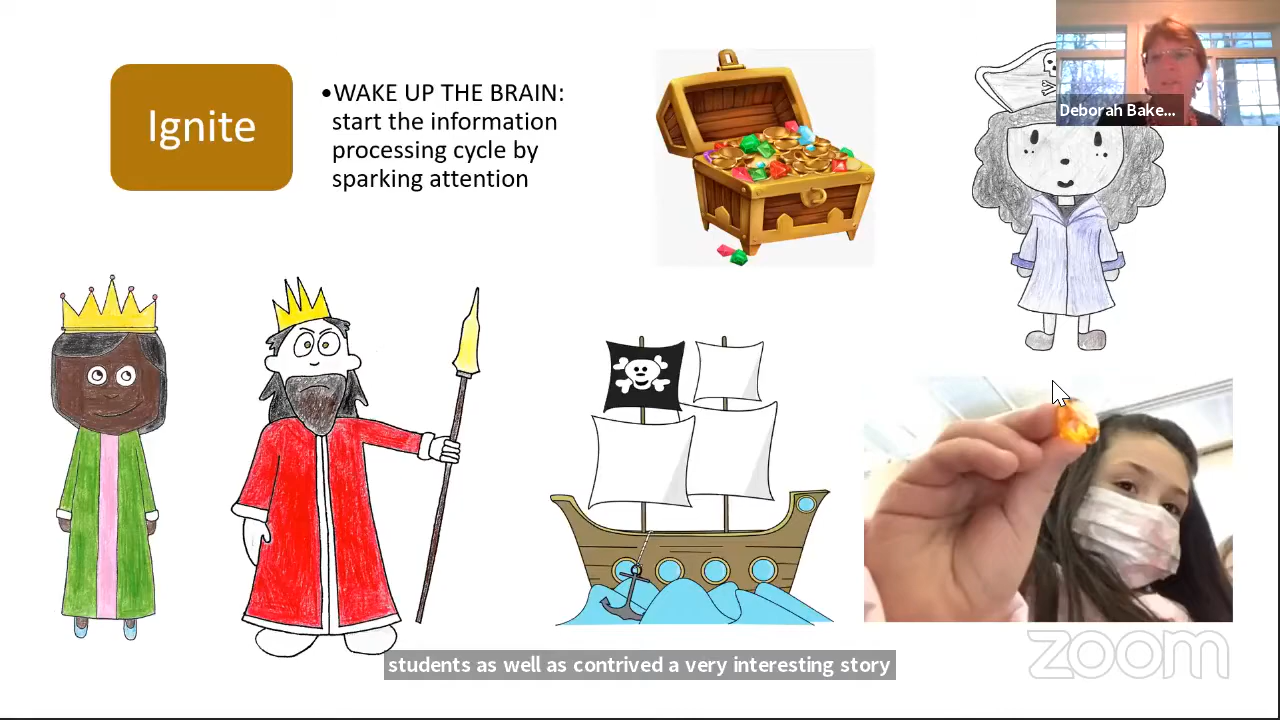 Ignite
•WAKE UP THE BRAIN:
start the information
processing cycle by
sparking attention
Deborah Bake...
students as well as contrived a very interesting story
zoom